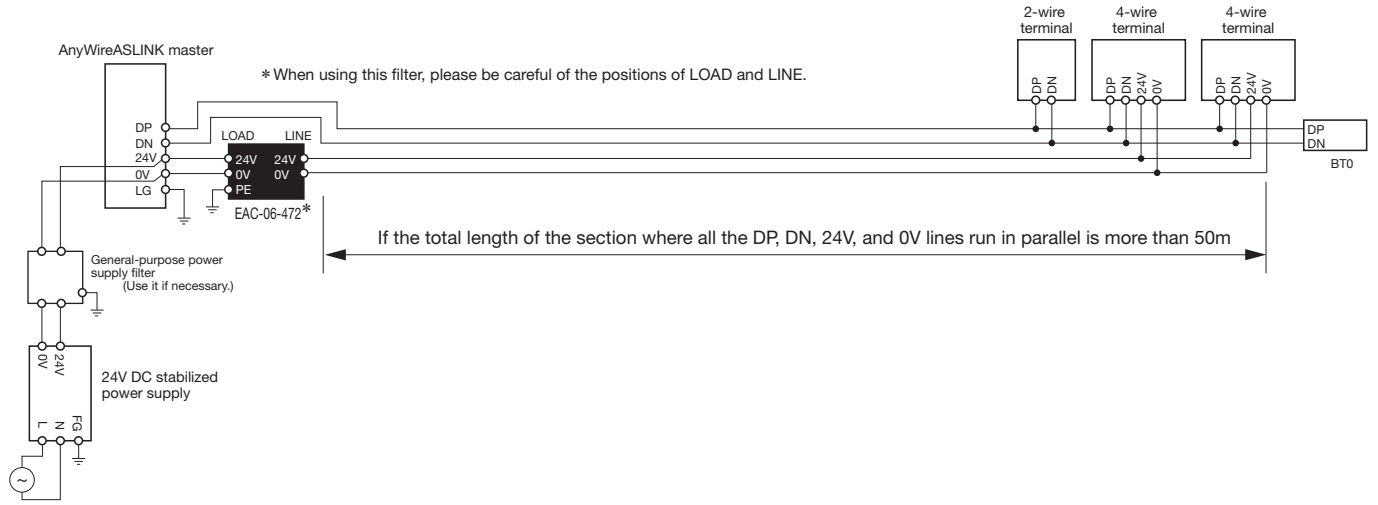 2-wire
terminal
4-wire
terminal
4-wire
terminal
AnyWireASLINK master
* When using this filter, please be careful of the positions of LOAD and LINE.
DP
DN
24V
0V
LG
LOAD
LINE
24V
24V
0V
0V
PE
EAC-06-472*
DP
DN
DP
DN
24V
0V
DP
DN
24V
0V
DP
DN
BT0
If the total length of the section where all the DP, DN, 24V, and 0V lines run in parallel is more than 50m
General-purpose power
supply filter
(Use it if necessary.)
0V
24V
24V DC stabilized
power supply
L
N
FG
~